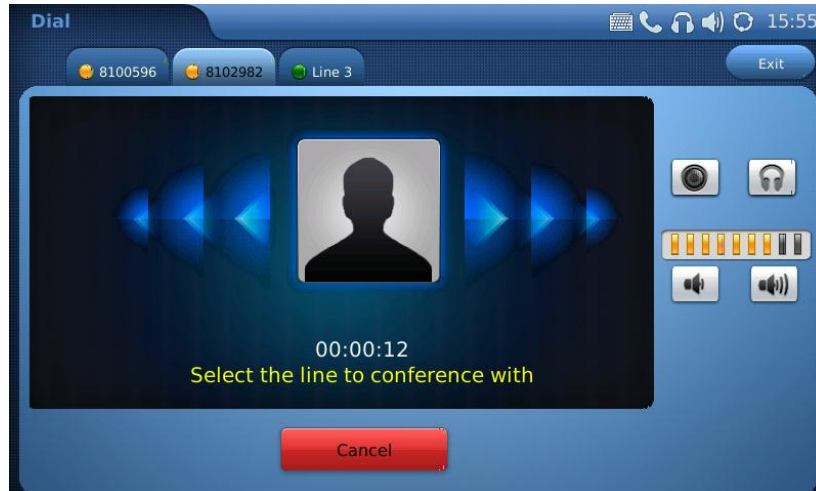 Dial
15:55
8100596
8102982
Line 3
Exit
00:00:12
Select the line to conference with
Cancel